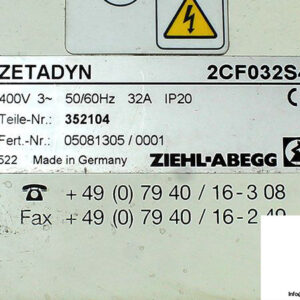 ZETADYN 2CF032S
400V 3~ 50/60Hz 32A IP20
Teile-Nr.: 352104
Fert.-Nr.: 05081305 / 0001
522 Made in Germany ZIEHL-ABEGG
☎ + 49 (0) 79 40 / 16-3 08
Fax + 49 (0) 79 40 / 16-2 49